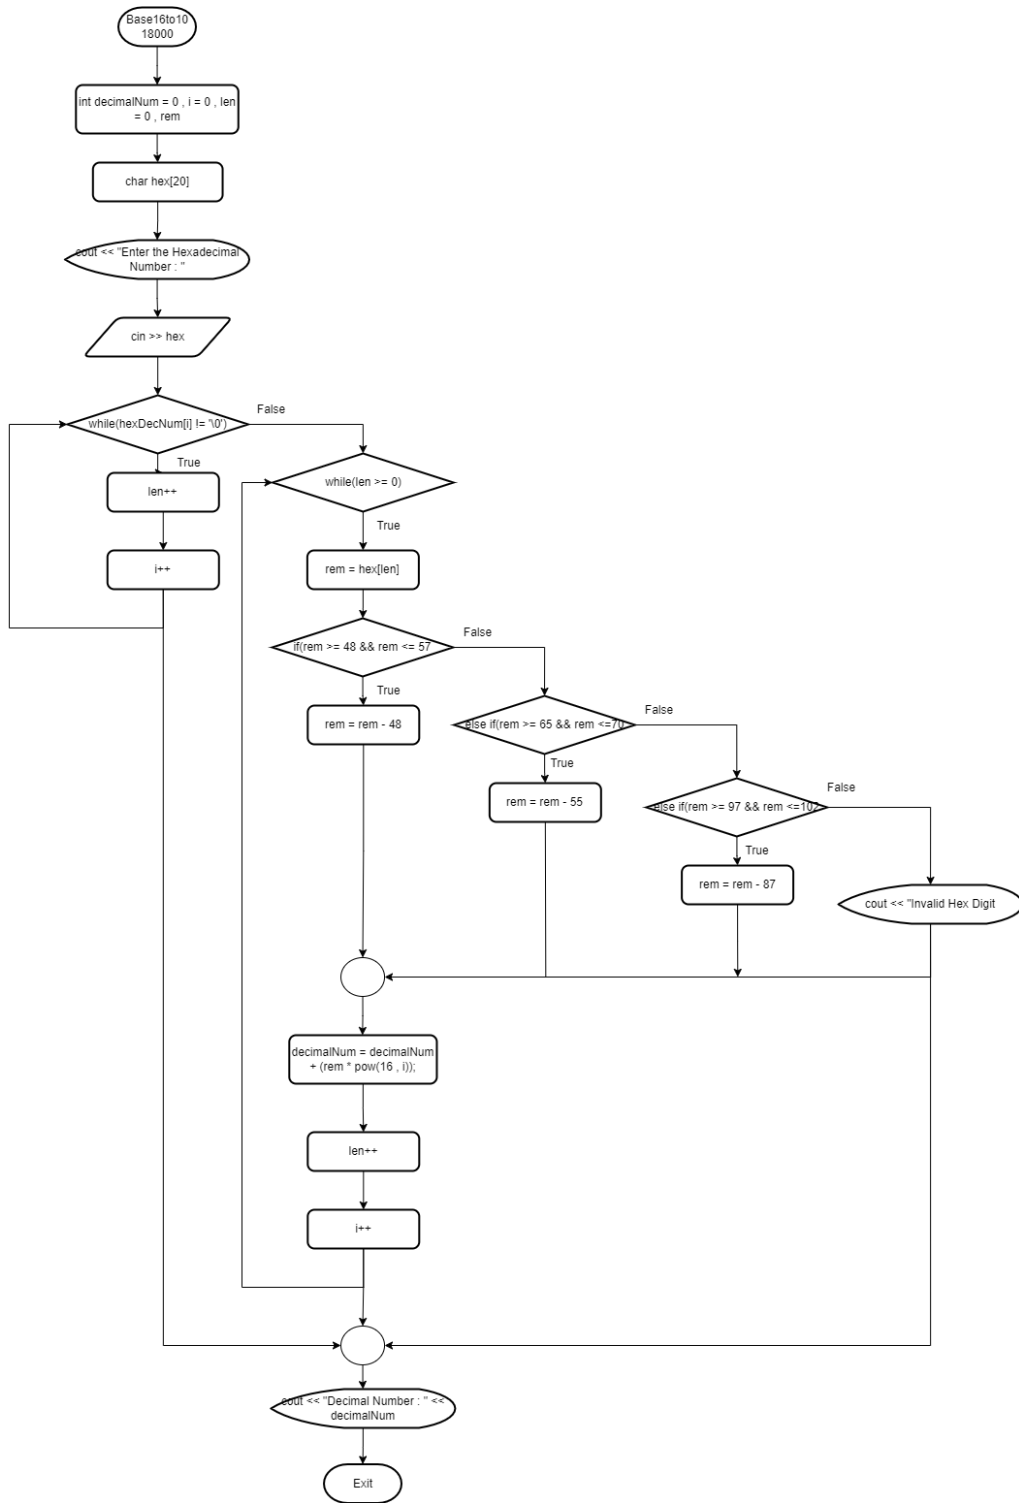 Base16to10
18000
int decimalNum = 0 , i = 0 , len
= 0 , rem
char hex[20]
cout << "Enter the Hexadecimal
Number : "
cin >> hex
while(hexDecNum[i] != '\0')
False
True
len++
i++
while(len >= 0)
True
rem = hex[len]
if(rem >= 48 && rem <= 57
False
True
rem = rem - 48
else if(rem >= 65 && rem <=70
False
True
rem = rem - 55
else if(rem >= 97 && rem <=102
False
True
rem = rem - 87
cout << "Invalid Hex Digit
decimalNum = decimalNum
+ (rem * pow(16 , i));
len++
i++
cout << "Decimal Number : " <<
decimalNum
Exit